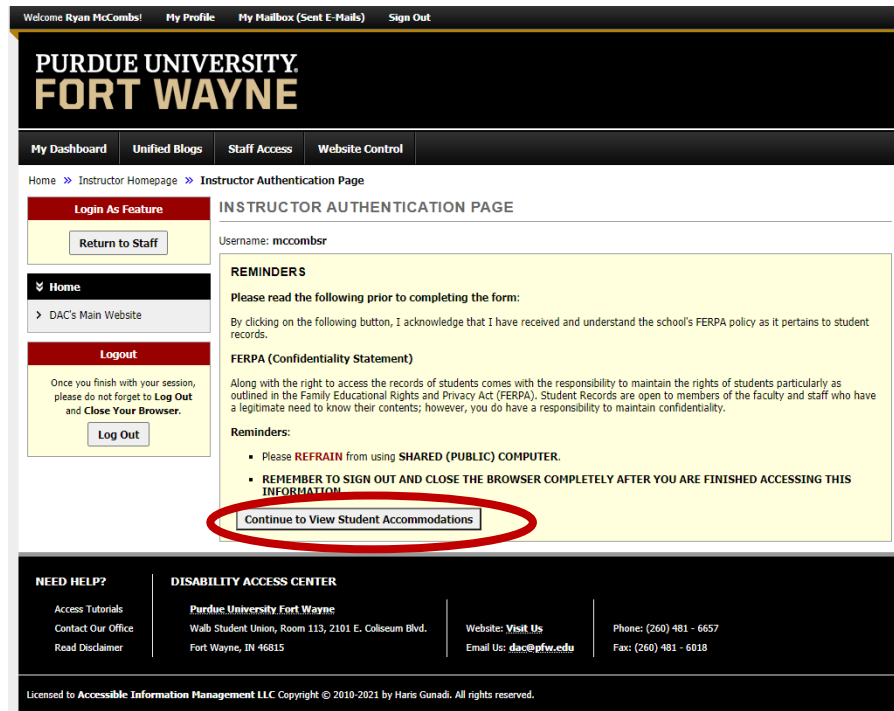 Welcome Ryan McCombs! My Profile My Mailbox (Sent E-Mails) Sign Out
PURDUE UNIVERSITY.
FORT WAYNE
My Dashboard Unified Blogs Staff Access Website Control
Home » Instructor Homepage » Instructor Authentication Page
Login As Feature
Return to Staff
Home
DAC's Main Website
Logout
Once you finish with your session,
please do not forget to Log Out
and Close Your Browser.
Log Out
INSTRUCTOR AUTHENTICATION PAGE
Username: mccombsr
REMINDERS
Please read the following prior to completing the form:
By clicking on the following button, I acknowledge that I have received and understand the school's FERPA policy as it pertains to student
records.
FERPA (Confidentiality Statement)
Along with the right to access the records of students comes with the responsibility to maintain the rights of students particularly as
outlined in the Family Educational Rights and Privacy Act (FERPA). Student Records are open to members of the faculty and staff who have
a legitimate need to know their contents; however, you do have a responsibility to maintain confidentiality.
Reminders:
▪ Please REFRAIN from using SHARED (PUBLIC) COMPUTER.
▪ REMEMBER TO SIGN OUT AND CLOSE THE BROWSER COMPLETELY AFTER YOU ARE FINISHED ACCESSING THIS
INFORMATION
Continue to View Student Accommodations
NEED HELP?
Access Tutorials
Contact Our Office
Read Disclaimer
DISABILITY ACCESS CENTER
Purdue University Fort Wayne
Walb Student Union, Room 113, 2101 E. Coliseum Blvd.
Fort Wayne, IN 46815
Website: Visit Us
Email Us: dac@pfw.edu
Phone: (260) 481 - 6657
Fax: (260) 481 - 6018
Licensed to Accessible Information Management LLC Copyright © 2010-2021 by Haris Gunadi. All rights reserved.